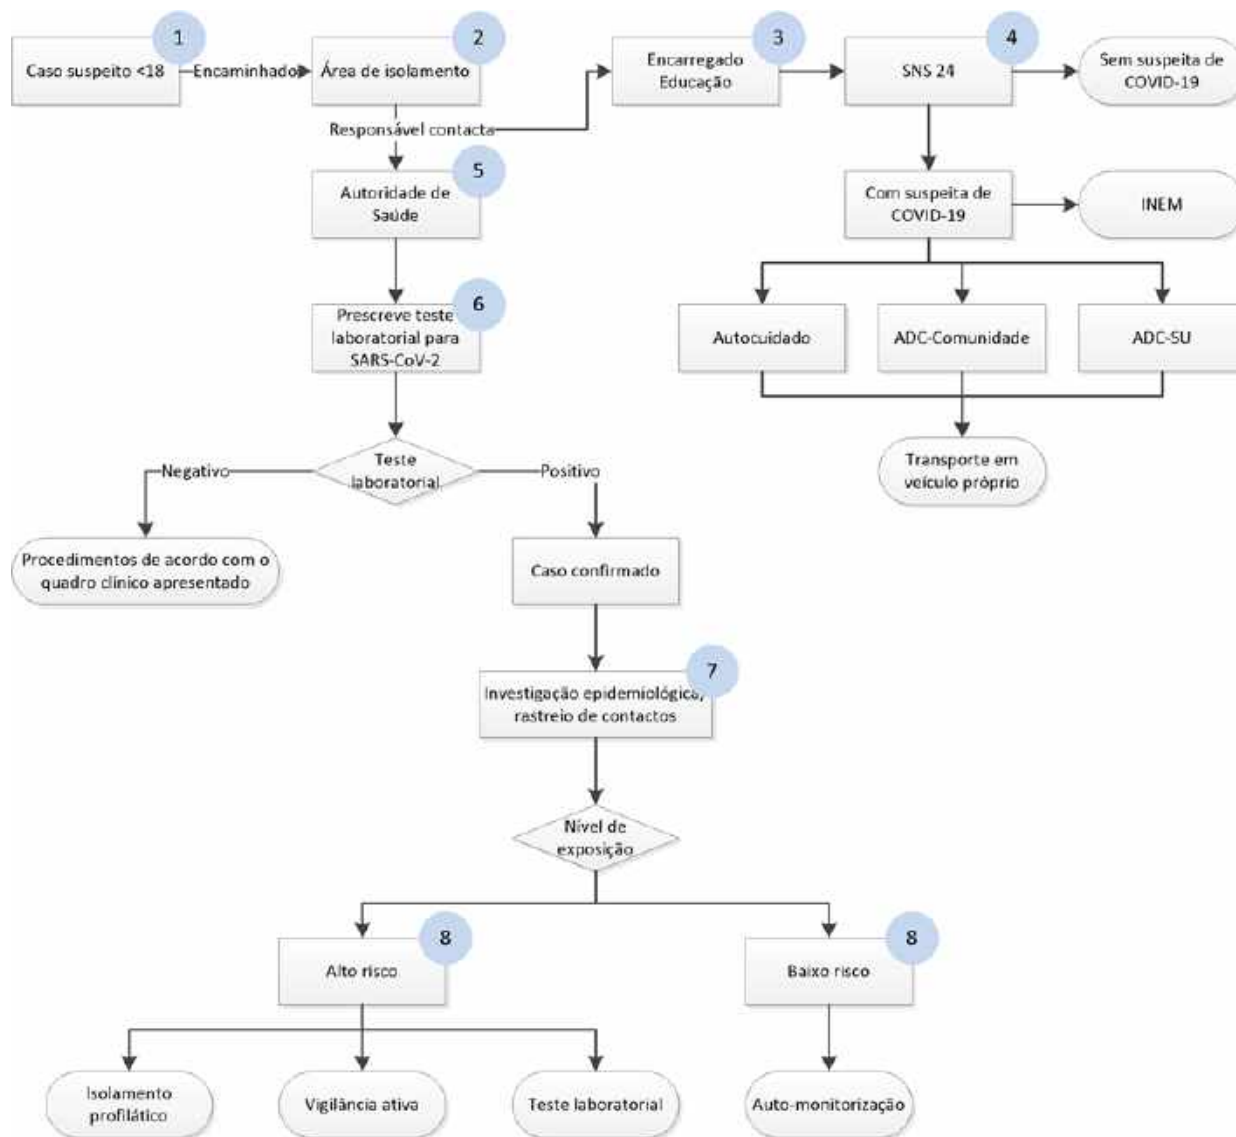 1
Caso suspeito <18
Encaminhado
2
Área de isolamento
3
Encarregado
Educação
4
SNS 24
Sem suspeita de
COVID-19
Responsável contacta
5
Autoridade de
Saúde
Com suspeita de
COVID-19
INEM
6
Prescreve teste
laboratorial para
SARS-CoV-2
Autocuidado
ADC-Comunidade
ADC-SU
Negativo
Teste
laboratorial
Positivo
Transporte em
veículo próprio
Procedimentos de acordo com o
quadro clínico apresentado
Caso confirmado
7
Investigação epidemiológica/
rastreio de contactos
Nível de
exposição
8
Alto risco
8
Baixo risco
Isolamento
profilático
Vigilância ativa
Teste laboratorial
Auto-monitorização